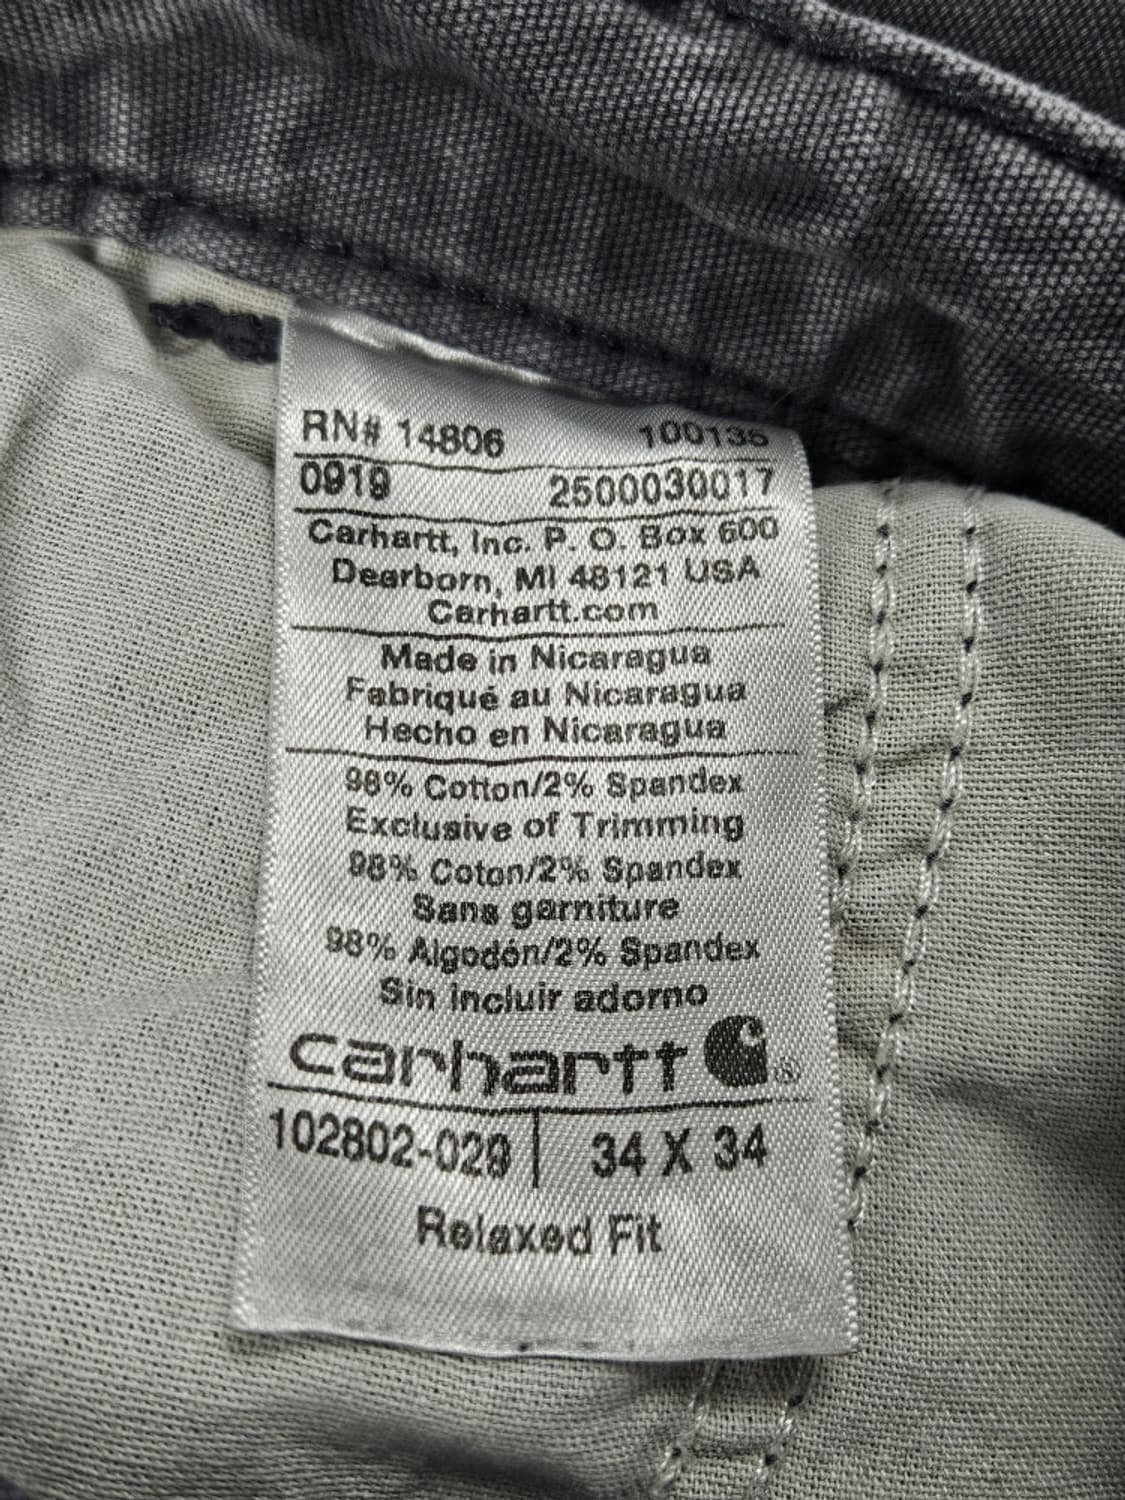 RN# 14806 100135
0919 2500030017
Carhartt, Inc. P. O. Box 600
Dearborn, MI 48121 USA
Carhartt.com
Made in Nicaragua
Fabriqué au Nicaragua
Hecho en Nicaragua
98% Cotton/2% Spandex
Exclusive of Trimming
98% Coton/2% Spandex
Sans garniture
98% Algodón/2% Spandex
Sin incluir adorno
carhartt ®
102802-029 | 34 X 34
Relaxed Fit